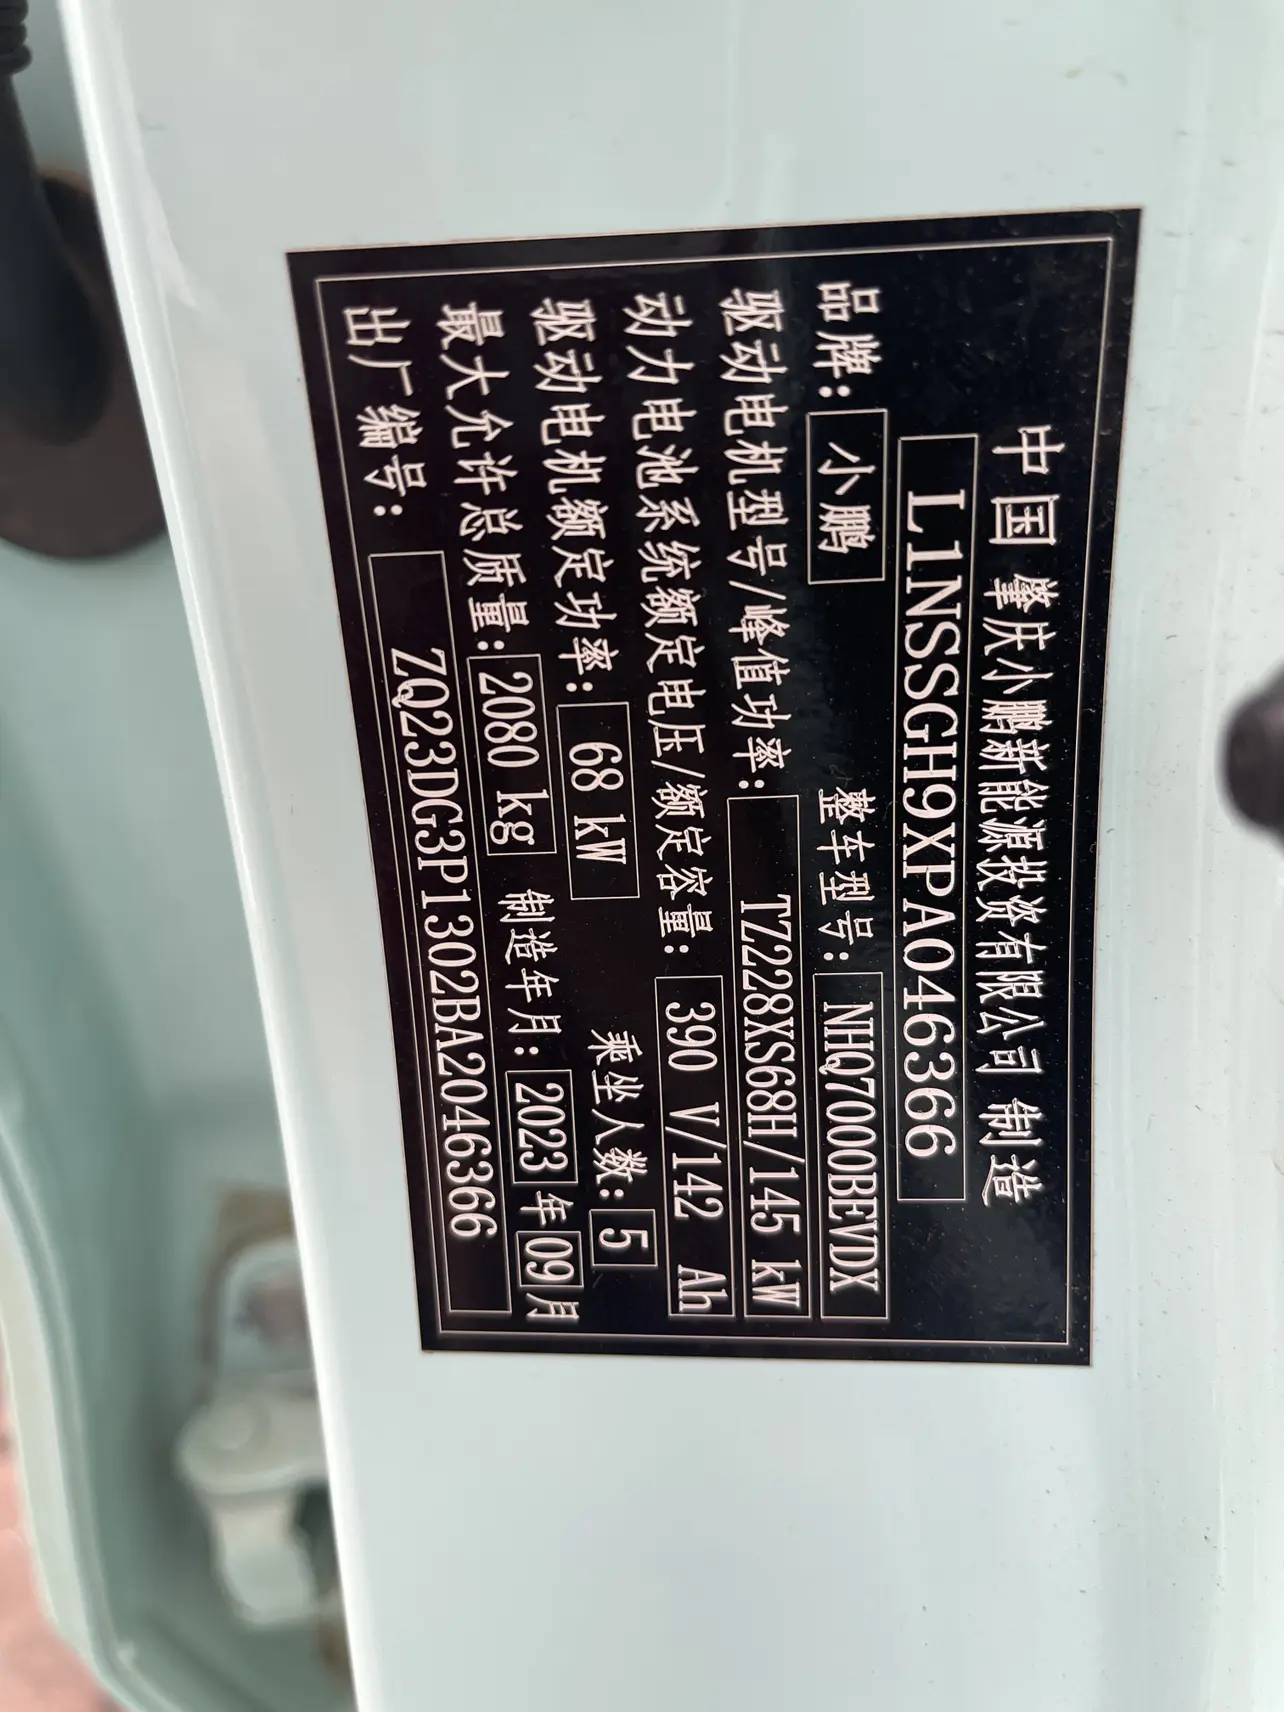 中国 肇庆小鹏新能源投资有限公司 制造
L1NSSGH9XPA046366
品牌: 小鹏 整车型号: NHQ7000BEVDX
驱动电机型号/峰值功率: TZ228XS68H/145 kW
动力电池系统额定电压/额定容量: 390 V/142 Ah
驱动电机额定功率: 68 kW 乘坐人数: 5
最大允许总质量: 2080 kg 制造年月: 2023 年 09 月
出厂编号: ZQ23DG3P1302BA2046366